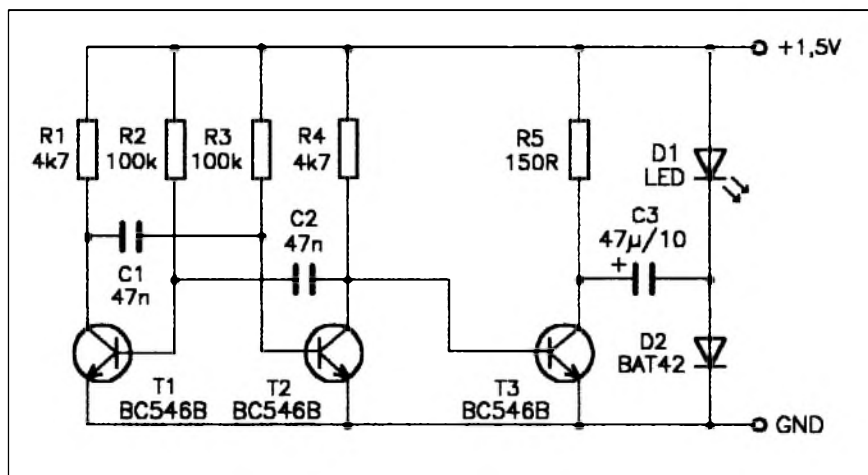 +1,5V
R1
4k7
R2
100k
R3
100k
R4
4k7
R5
150R
D1
LED
C1
47n
C2
47n
C3
47µ/10
+
T1
BC546B
T2
BC546B
T3
BC546B
D2
BAT42
GND